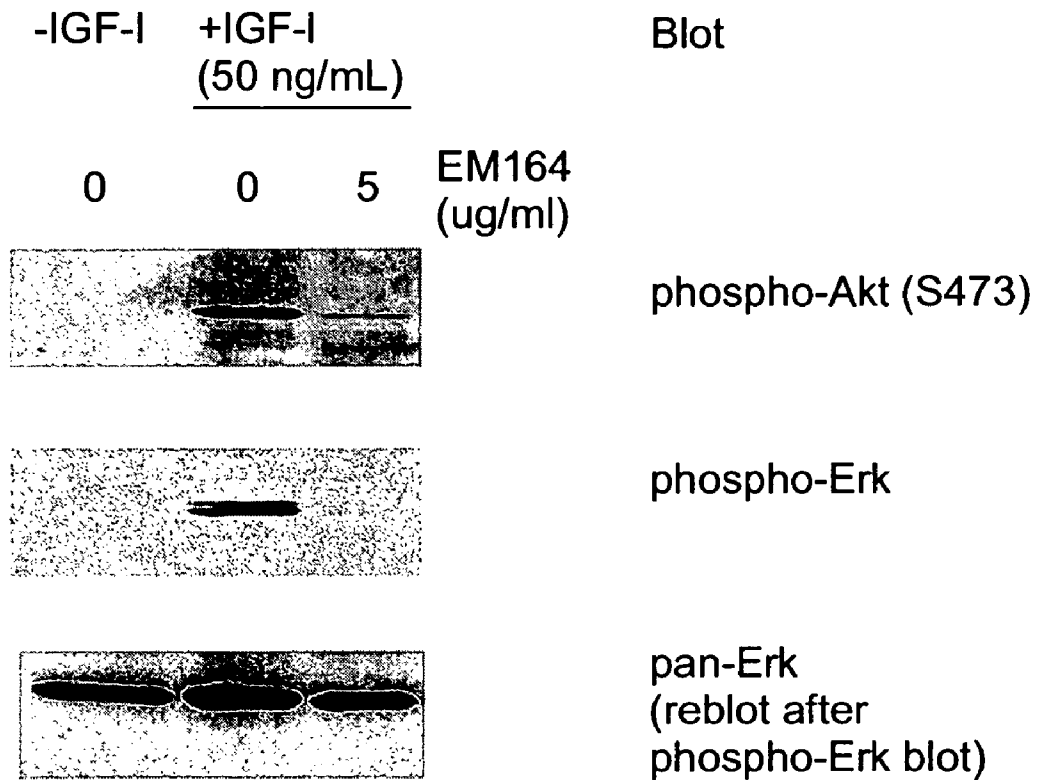 -IGF-I +IGF-I Blot
(50 ng/mL)
0 0 5 EM164
(ug/ml)
phospho-Akt (S473)
phospho-Erk
pan-Erk
(reblot after
phospho-Erk blot)